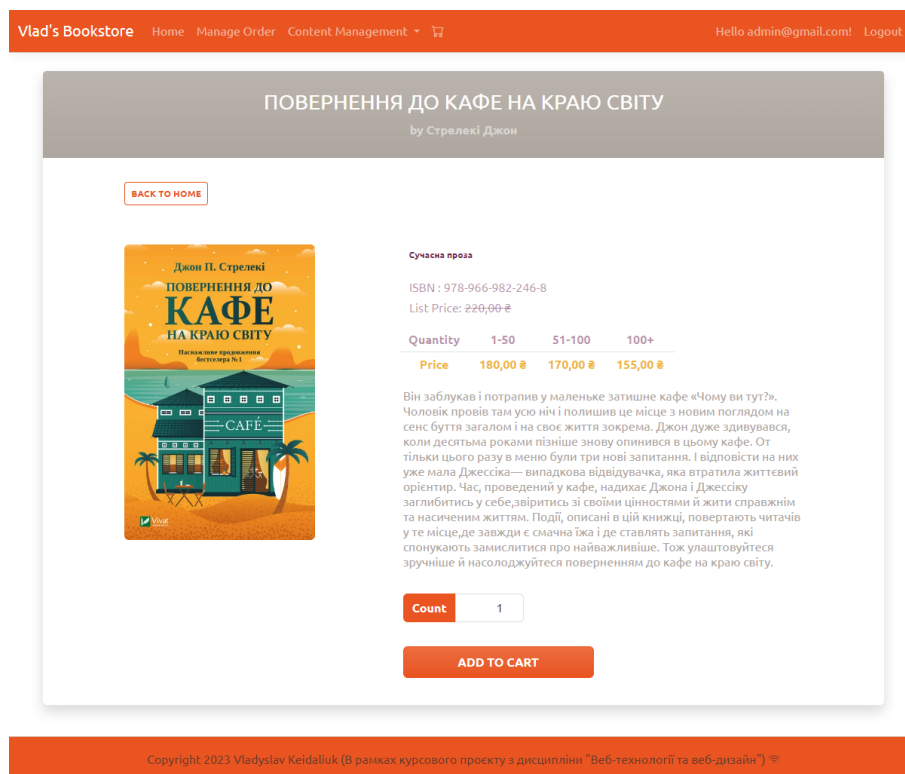 Vlad's Bookstore Home Manage Order Content Management Hello admin@gmail.com! Logout
ПОВЕРНЕННЯ ДО КАФЕ НА КРАЮ СВІТУ
by Стрелекі Джон
BACK TO HOME
Джон П. Стрелекі
ПОВЕРНЕННЯ ДО
КАФЕ
НА КРАЮ СВІТУ
Наснажливе продовження
бестселера № 1
CAFÉ
Vivat
Сучасна проза
ISBN : 978-966-982-246-8
List Price: 220,00 ₴
Quantity 1-50 51-100 100+
Price 180,00 ₴ 170,00 ₴ 155,00 ₴
Він заблукав і потрапив у маленьке затишне кафе «Чому ви тут?».
Чоловік провів там усю ніч і полишив це місце з новим поглядом на
сенс буття загалом і на своє життя зокрема. Джон дуже здивувався,
коли десятьма роками пізніше знову опинився в цьому кафе. От
тільки цього разу в меню були три нові запитання. І відповісти на них
уже мала Джессіка— випадкова відвідувачка, яка втратила життєвий
орієнтир. Час, проведений у кафе, надихає Джона і Джессіку
заглибитись у себе,звіритись зі своїми цінностями й жити справжнім
та насиченим життям. Події, описані в цій книжці, повертають читачів
у те місце,де завжди є смачна їжа і де ставлять запитання, які
спонукають замислитися про найважливіше. Тож улаштовуйтеся
зручніше й насолоджуйтеся поверненням до кафе на краю світу.
Count 1
ADD TO CART
Copyright 2023 Vladyslav Keidaliuk (В рамках курсового проєкту з дисципліни "Веб-технології та веб-дизайн")